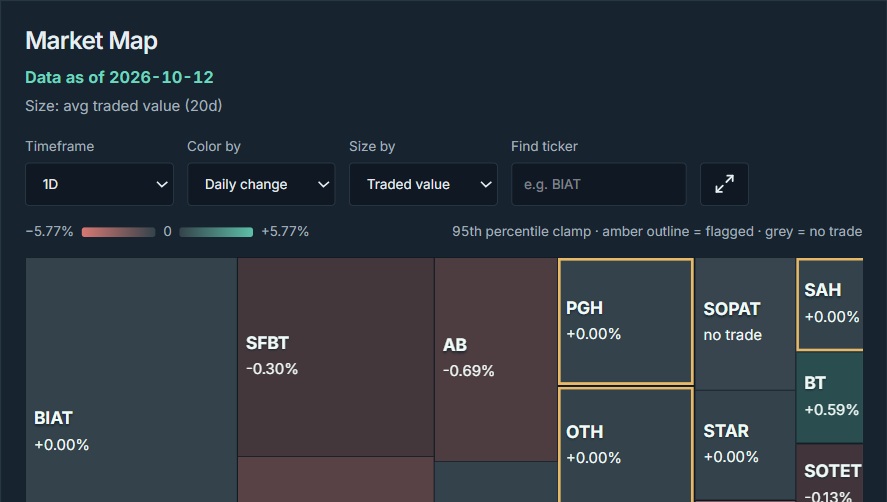 Market Map
Data as of 2026-10-12
Size: avg traded value (20d)
Timeframe Color by Size by Find ticker
1D Daily change Traded value e.g. BIAT
−5.77% 0 +5.77% 95th percentile clamp · amber outline = flagged · grey = no trade
BIAT
+0.00%
SFBT
-0.30%
AB
-0.69%
PGH
+0.00%
OTH
+0.00%
SOPAT
no trade
STAR
+0.00%
SAH
+0.00%
BT
+0.59%
SOTET
-0.13%